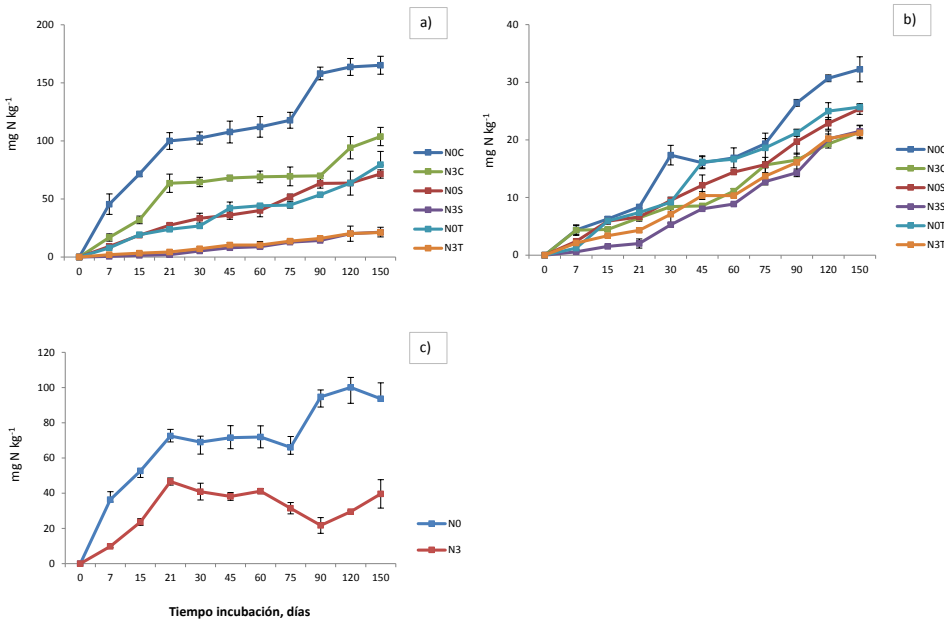 a)
200
150
100
50
0
mg N kg-1
0 7 15 21 30 45 60 75 90 120 150
N0C
N3C
N0S
N3S
N0T
N3T
b)
40
30
20
10
0
mg N kg-1
0 7 15 21 30 45 60 75 90 120 150
N0C
N3C
N0S
N3S
N0T
N3T
c)
120
100
80
60
40
20
0
mg N kg-1
0 7 15 21 30 45 60 75 90 120 150
N0
N3
Tiempo incubación, días